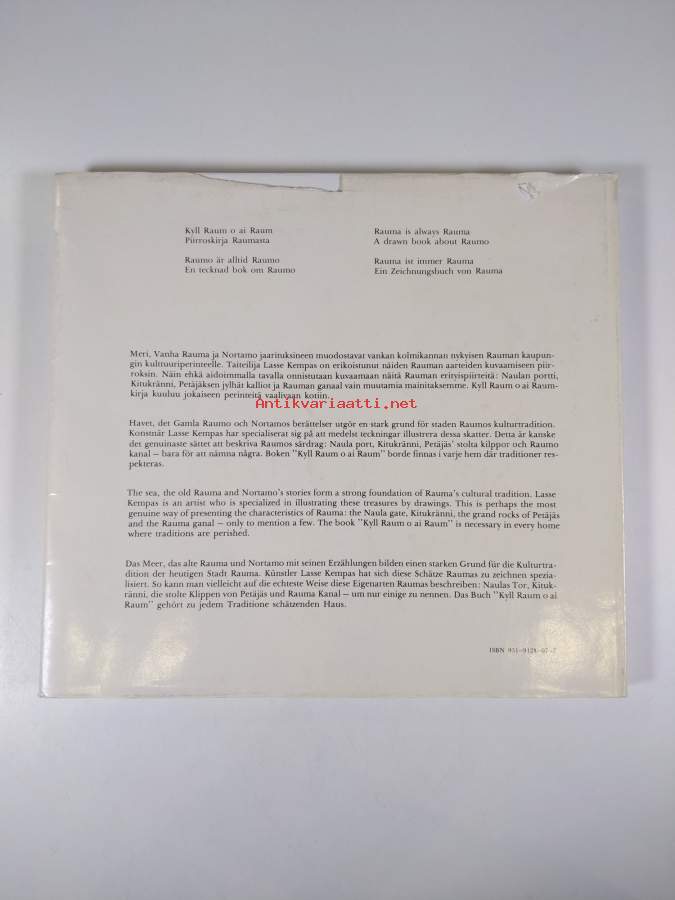 Kyll Raum o ai Raum
Piirroskirja Raumasta
Raumo är alltid Raumo
En tecknad bok om Raumo
Rauma is always Rauma
A drawn book about Raumo
Rauma ist immer Rauma
Ein Zeichnungsbuch von Rauma
Meri, Vanha Rauma ja Nortamo jaarituksineen muodostavat vankan kolmikannan nykyisen Rauman kaupun-
gin kulttuuriperinteelle. Taiteilija Lasse Kempas on erikoistunut näiden Rauman aarteiden kuvaamiseen piir-
roksin. Näin ehkä aidoimmalla tavalla onnistutaan kuvaamaan näitä Rauman erityispiirteitä: Naulan portti,
Kitukränni, Petäjäksen jylhät kalliot ja Rauman ganaal vain muutamia mainitaksemme. Kyll Raum o ai Raum-
kirja kuuluu jokaiseen perinteitä vaalivaan kotiin.
Antikvariaatti.net
Havet, det Gamla Raumo och Nortamos berättelser utgör en stark grund för staden Raumos kulturtradition.
Konstnär Lasse Kempas har specialiserat sig på att medelst teckningar illustrera dessa skatter. Detta är kanske
det genuinaste sättet att beskriva Raumos särdrag: Naula port, Kitukränni, Petäjäs' stolta kilppor och Raumo
kanal – bara för att nämna några. Boken "Kyll Raum o ai Raum" borde finnas i varje hem där traditioner res-
pekteras.
The sea, the old Rauma and Nortamo's stories form a strong foundation of Rauma's cultural tradition. Lasse
Kempas is an artist who is specialized in illustrating these treasures by drawings. This is perhaps the most
genuine way of presenting the characteristics of Rauma: the Naula gate, Kitukränni, the grand rocks of Petäjäs
and the Rauma ganal – only to mention a few. The book "Kyll Raum o ai Raum" is necessary in every home
where traditions are perished.
Das Meer, das alte Rauma und Nortamo mit seinen Erzählungen bilden einen starken Grund für die Kulturtra-
dition der heutigen Stadt Rauma. Künstler Lasse Kempas hat sich diese Schätze Raumas zu zeichnen spezia-
lisiert. So kann man vielleicht auf die echteste Weise diese Eigenarten Raumas beschreiben: Naulas Tor, Kituk-
ränni, die stolte Klippen von Petäjäs und Rauma Kanal – um nur einige zu nennen. Das Buch "Kyll Raum o ai
Raum" gehört zu jedem Traditione schätzenden Haus.
ISBN 951-9124-07-7